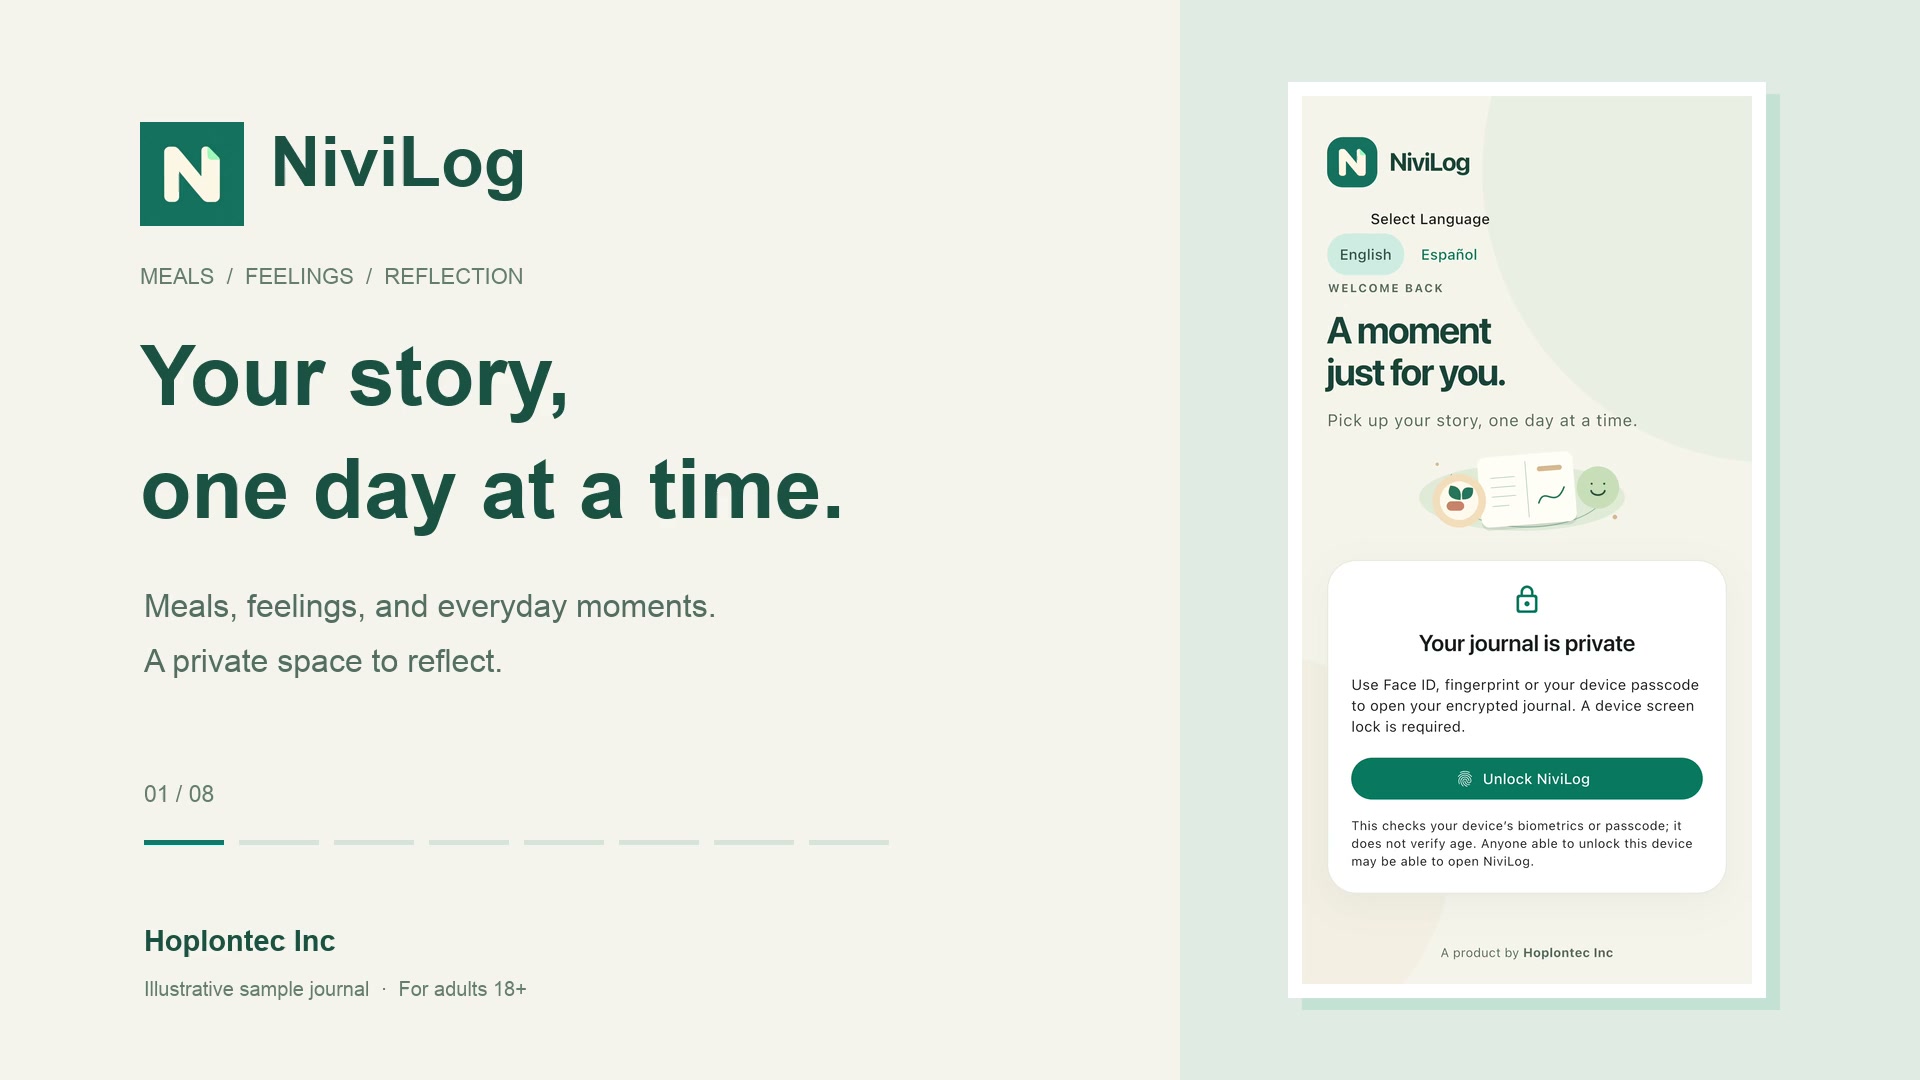 NiviLog
MEALS / FEELINGS / REFLECTION
Your story,
one day at a time.
Meals, feelings, and everyday moments.
A private space to reflect.
01 / 08
Hoplontec Inc
Illustrative sample journal · For adults 18+
NiviLog
Select Language
English Español
WELCOME BACK
A moment
just for you.
Pick up your story, one day at a time.
Your journal is private
Use Face ID, fingerprint or your device passcode
to open your encrypted journal. A device screen
lock is required.
Unlock NiviLog
This checks your device’s biometrics or passcode; it
does not verify age. Anyone able to unlock this device
may be able to open NiviLog.
A product by Hoplontec Inc